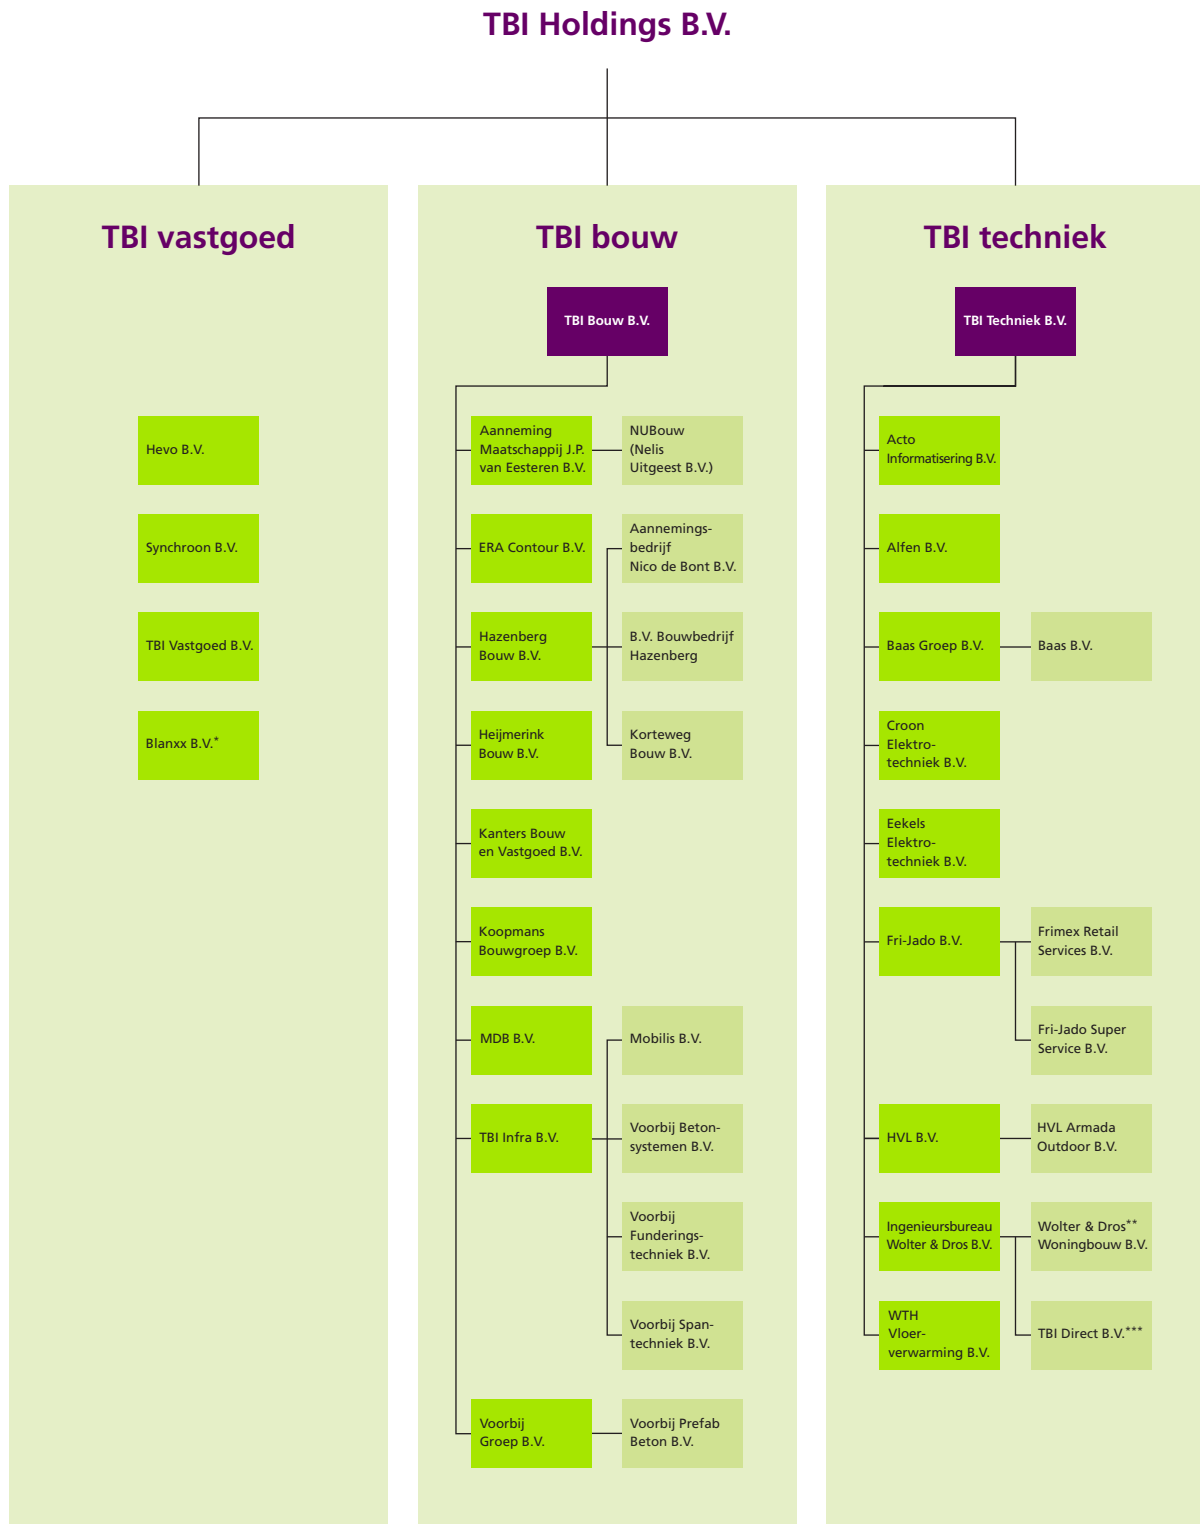 TBI Holdings B.V.
TBI vastgoed
Hevo B.V.
Synchroon B.V.
TBI Vastgoed B.V.
Blanxx B.V.*
TBI bouw
TBI Bouw B.V.
Aanneming
Maatschappij J.P.
van Eesteren B.V.
NUBouw
(Nelis
Uitgeest B.V.)
ERA Contour B.V.
Aannemings-
bedrijf
Nico de Bont B.V.
Hazenberg
Bouw B.V.
B.V. Bouwbedrijf
Hazenberg
Heijmerink
Bouw B.V.
Korteweg
Bouw B.V.
Kanters Bouw
en Vastgoed B.V.
Koopmans
Bouwgroep B.V.
MDB B.V.
Mobilis B.V.
TBI Infra B.V.
Voorbij Beton-
systemen B.V.
Voorbij
Funderings-
techniek B.V.
Voorbij Span-
techniek B.V.
Voorbij
Groep B.V.
Voorbij Prefab
Beton B.V.
TBI techniek
TBI Techniek B.V.
Acto
Informatisering B.V.
Alfen B.V.
Baas Groep B.V.
Baas B.V.
Croon
Elektro-
techniek B.V.
Eekels
Elektro-
techniek B.V.
Fri-Jado B.V.
Frimex Retail
Services B.V.
Fri-Jado Super
Service B.V.
HVL B.V.
HVL Armada
Outdoor B.V.
Ingenieursbureau
Wolter & Dros B.V.
Wolter & Dros**
Woningbouw B.V.
WTH
Vloer-
verwarming B.V.
TBI Direct B.V.***